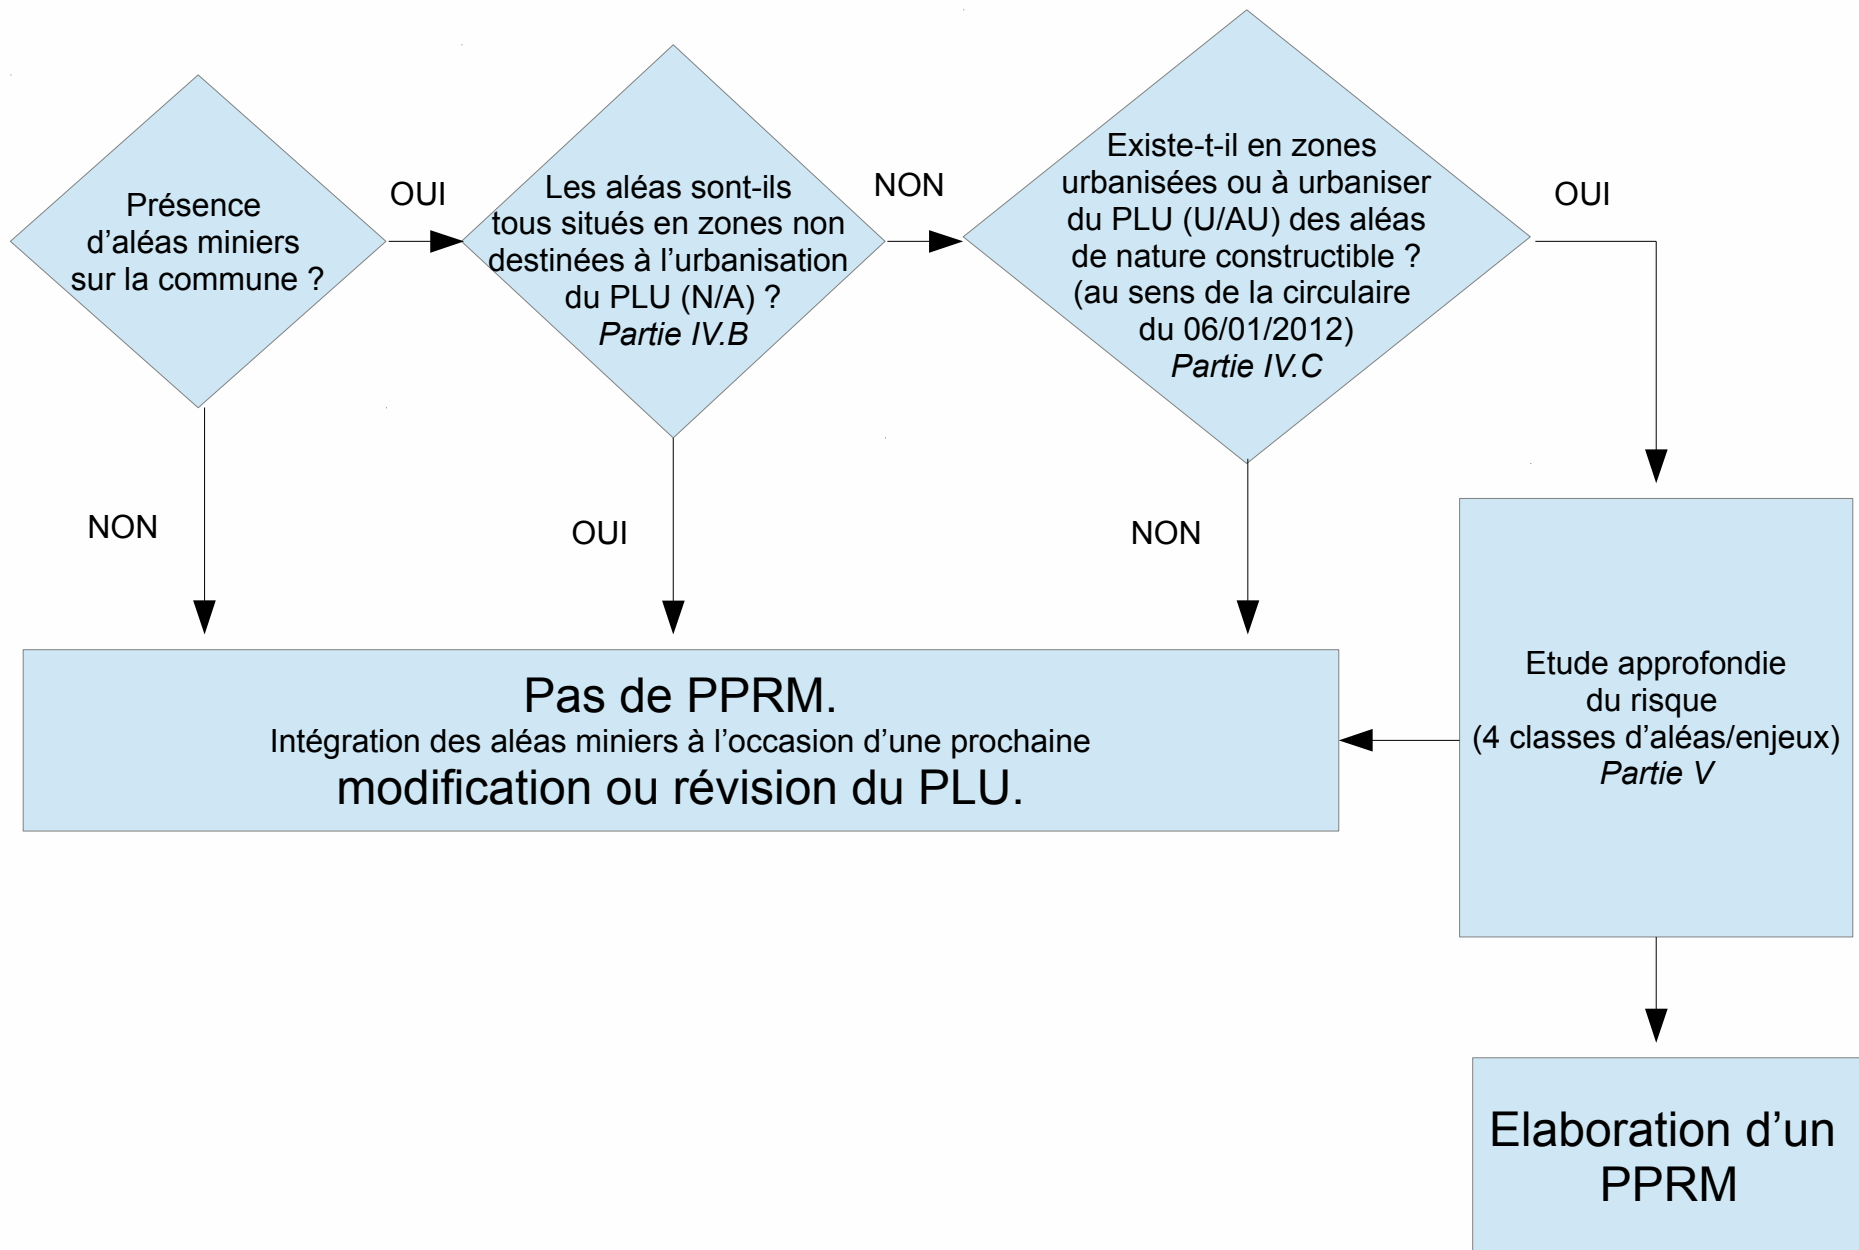 Présence
d’aléas miniers
sur la commune ?
OUI
Les aléas sont-ils
tous situés en zones non
destinées à l’urbanisation
du PLU (N/A) ?
Partie IV.B
NON
Existe-t-il en zones
urbanisées ou à urbaniser
du PLU (U/AU) des aléas
de nature constructible ?
(au sens de la circulaire
du 06/01/2012)
Partie IV.C
OUI
NON
OUI
NON
Pas de PPRM.
Intégration des aléas miniers à l’occasion d’une prochaine
modification ou révision du PLU.
Etude approfondie
du risque
(4 classes d’aléas/enjeux)
Partie V
Elaboration d’un
PPRM